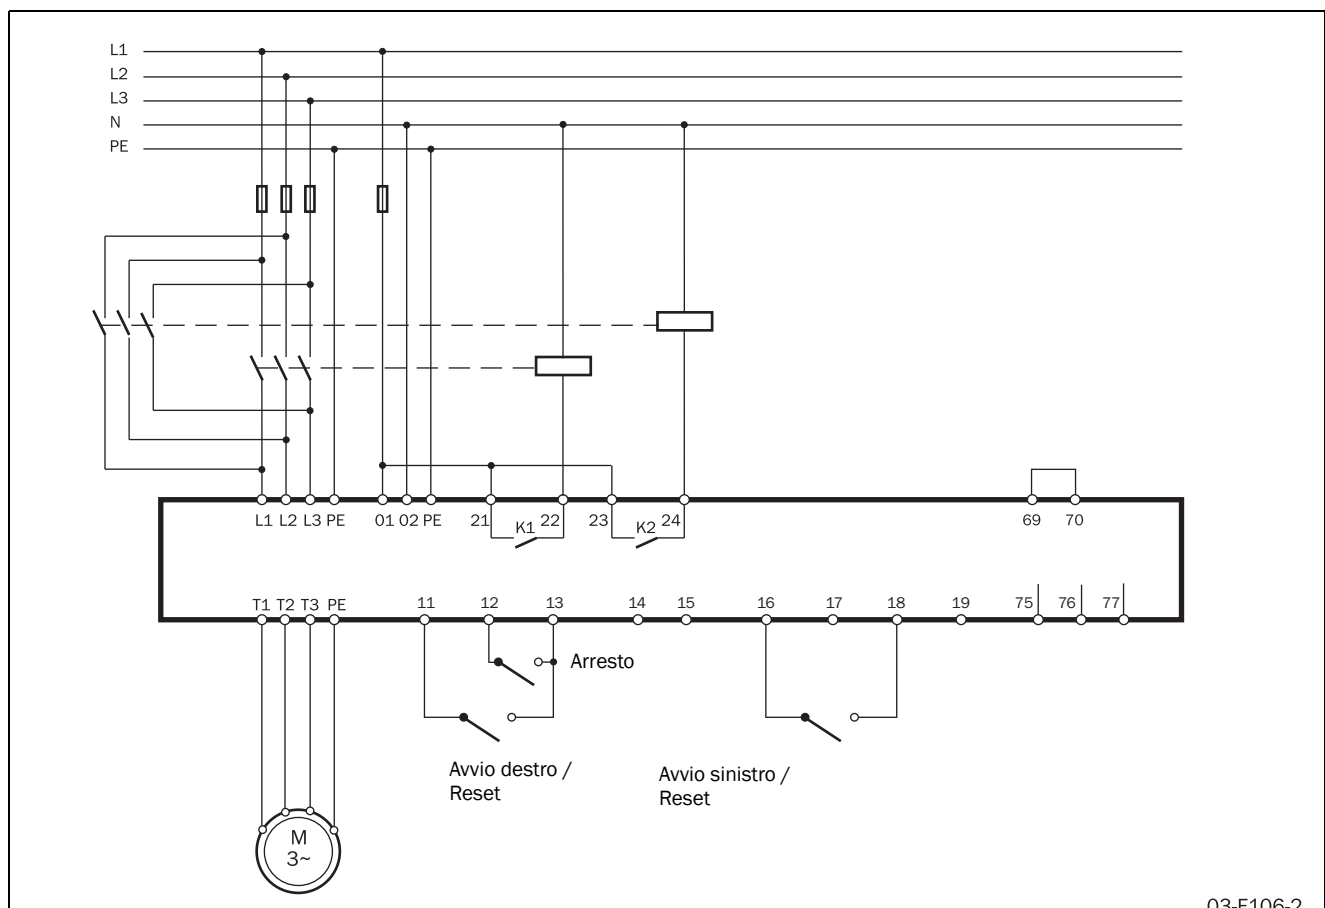 L1
L2
L3
N
PE
L1 L2 L3 PE 01 02 PE 21 K1 22 23 K2 24 69 70
T1 T2 T3 PE 11 12 13 14 15 16 17 18 19 75 76 77
Arresto
Avvio destro /
Reset
Avvio sinistro /
Reset
M
3~
03-F106-2